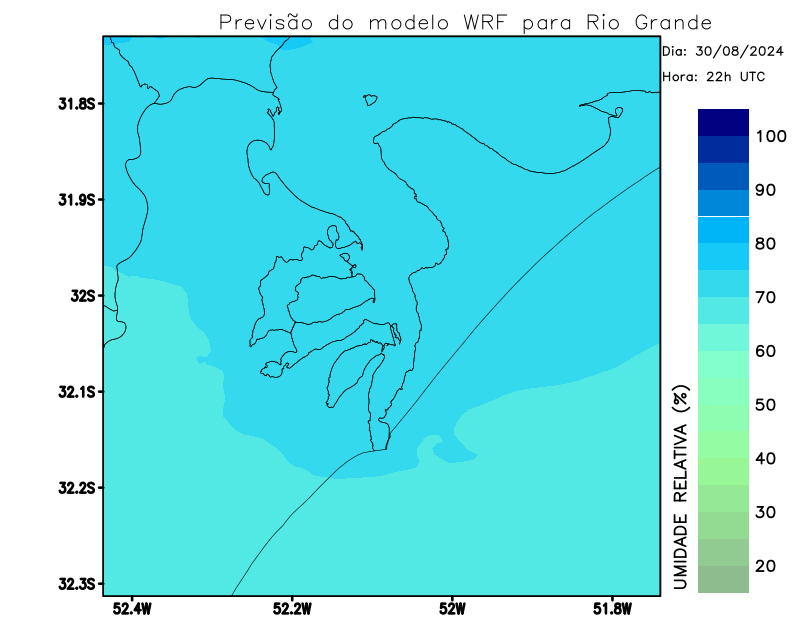 Previsão do modelo WRF para Rio Grande
Dia: 30/08/2024
Hora: 22h UTC
31.8S
31.9S
32S
32.1S
32.2S
32.3S
52.4W
52.2W
52W
51.8W
100
90
80
70
60
50
40
30
20
UMIDADE RELATIVA (%)